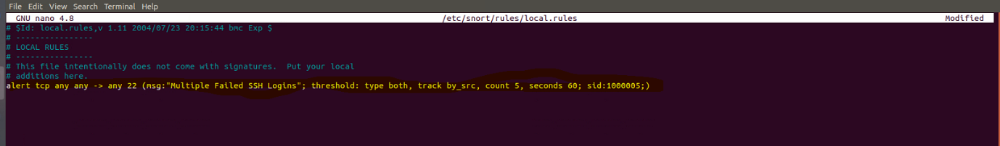 File Edit View Search Terminal Help
GNU nano 4.8 /etc/snort/rules/local.rules Modified
# $Id: local.rules,v 1.11 2004/07/23 20:15:44 bmc Exp $
# ----------------
# LOCAL RULES
# ----------------
# This file intentionally does not come with signatures.  Put your local
# additions here.
alert tcp any any -> any 22 (msg:"Multiple Failed SSH Logins"; threshold: type both, track by_src, count 5, seconds 60; sid:1000005;)